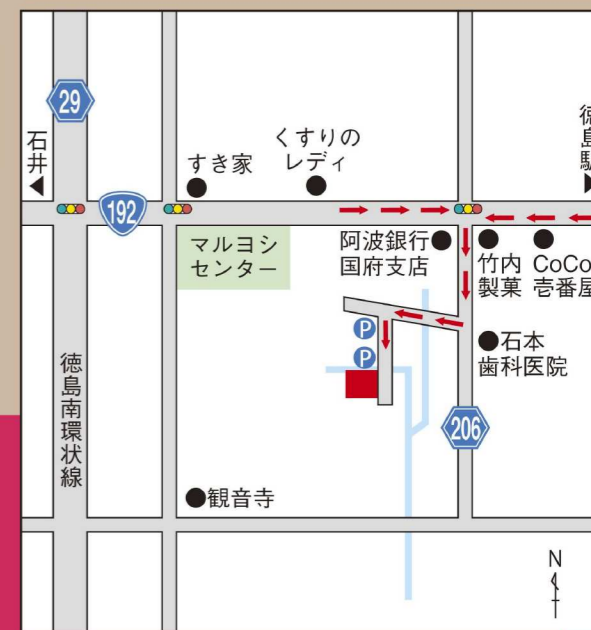 29
石井
192
すき家
くすりの
レディ
徳島駅
マルヨシ
センター
阿波銀行
国府支店
竹内
製菓
CoCo
壱番屋
P
P
石本
歯科医院
徳島南環状線
206
観音寺
N